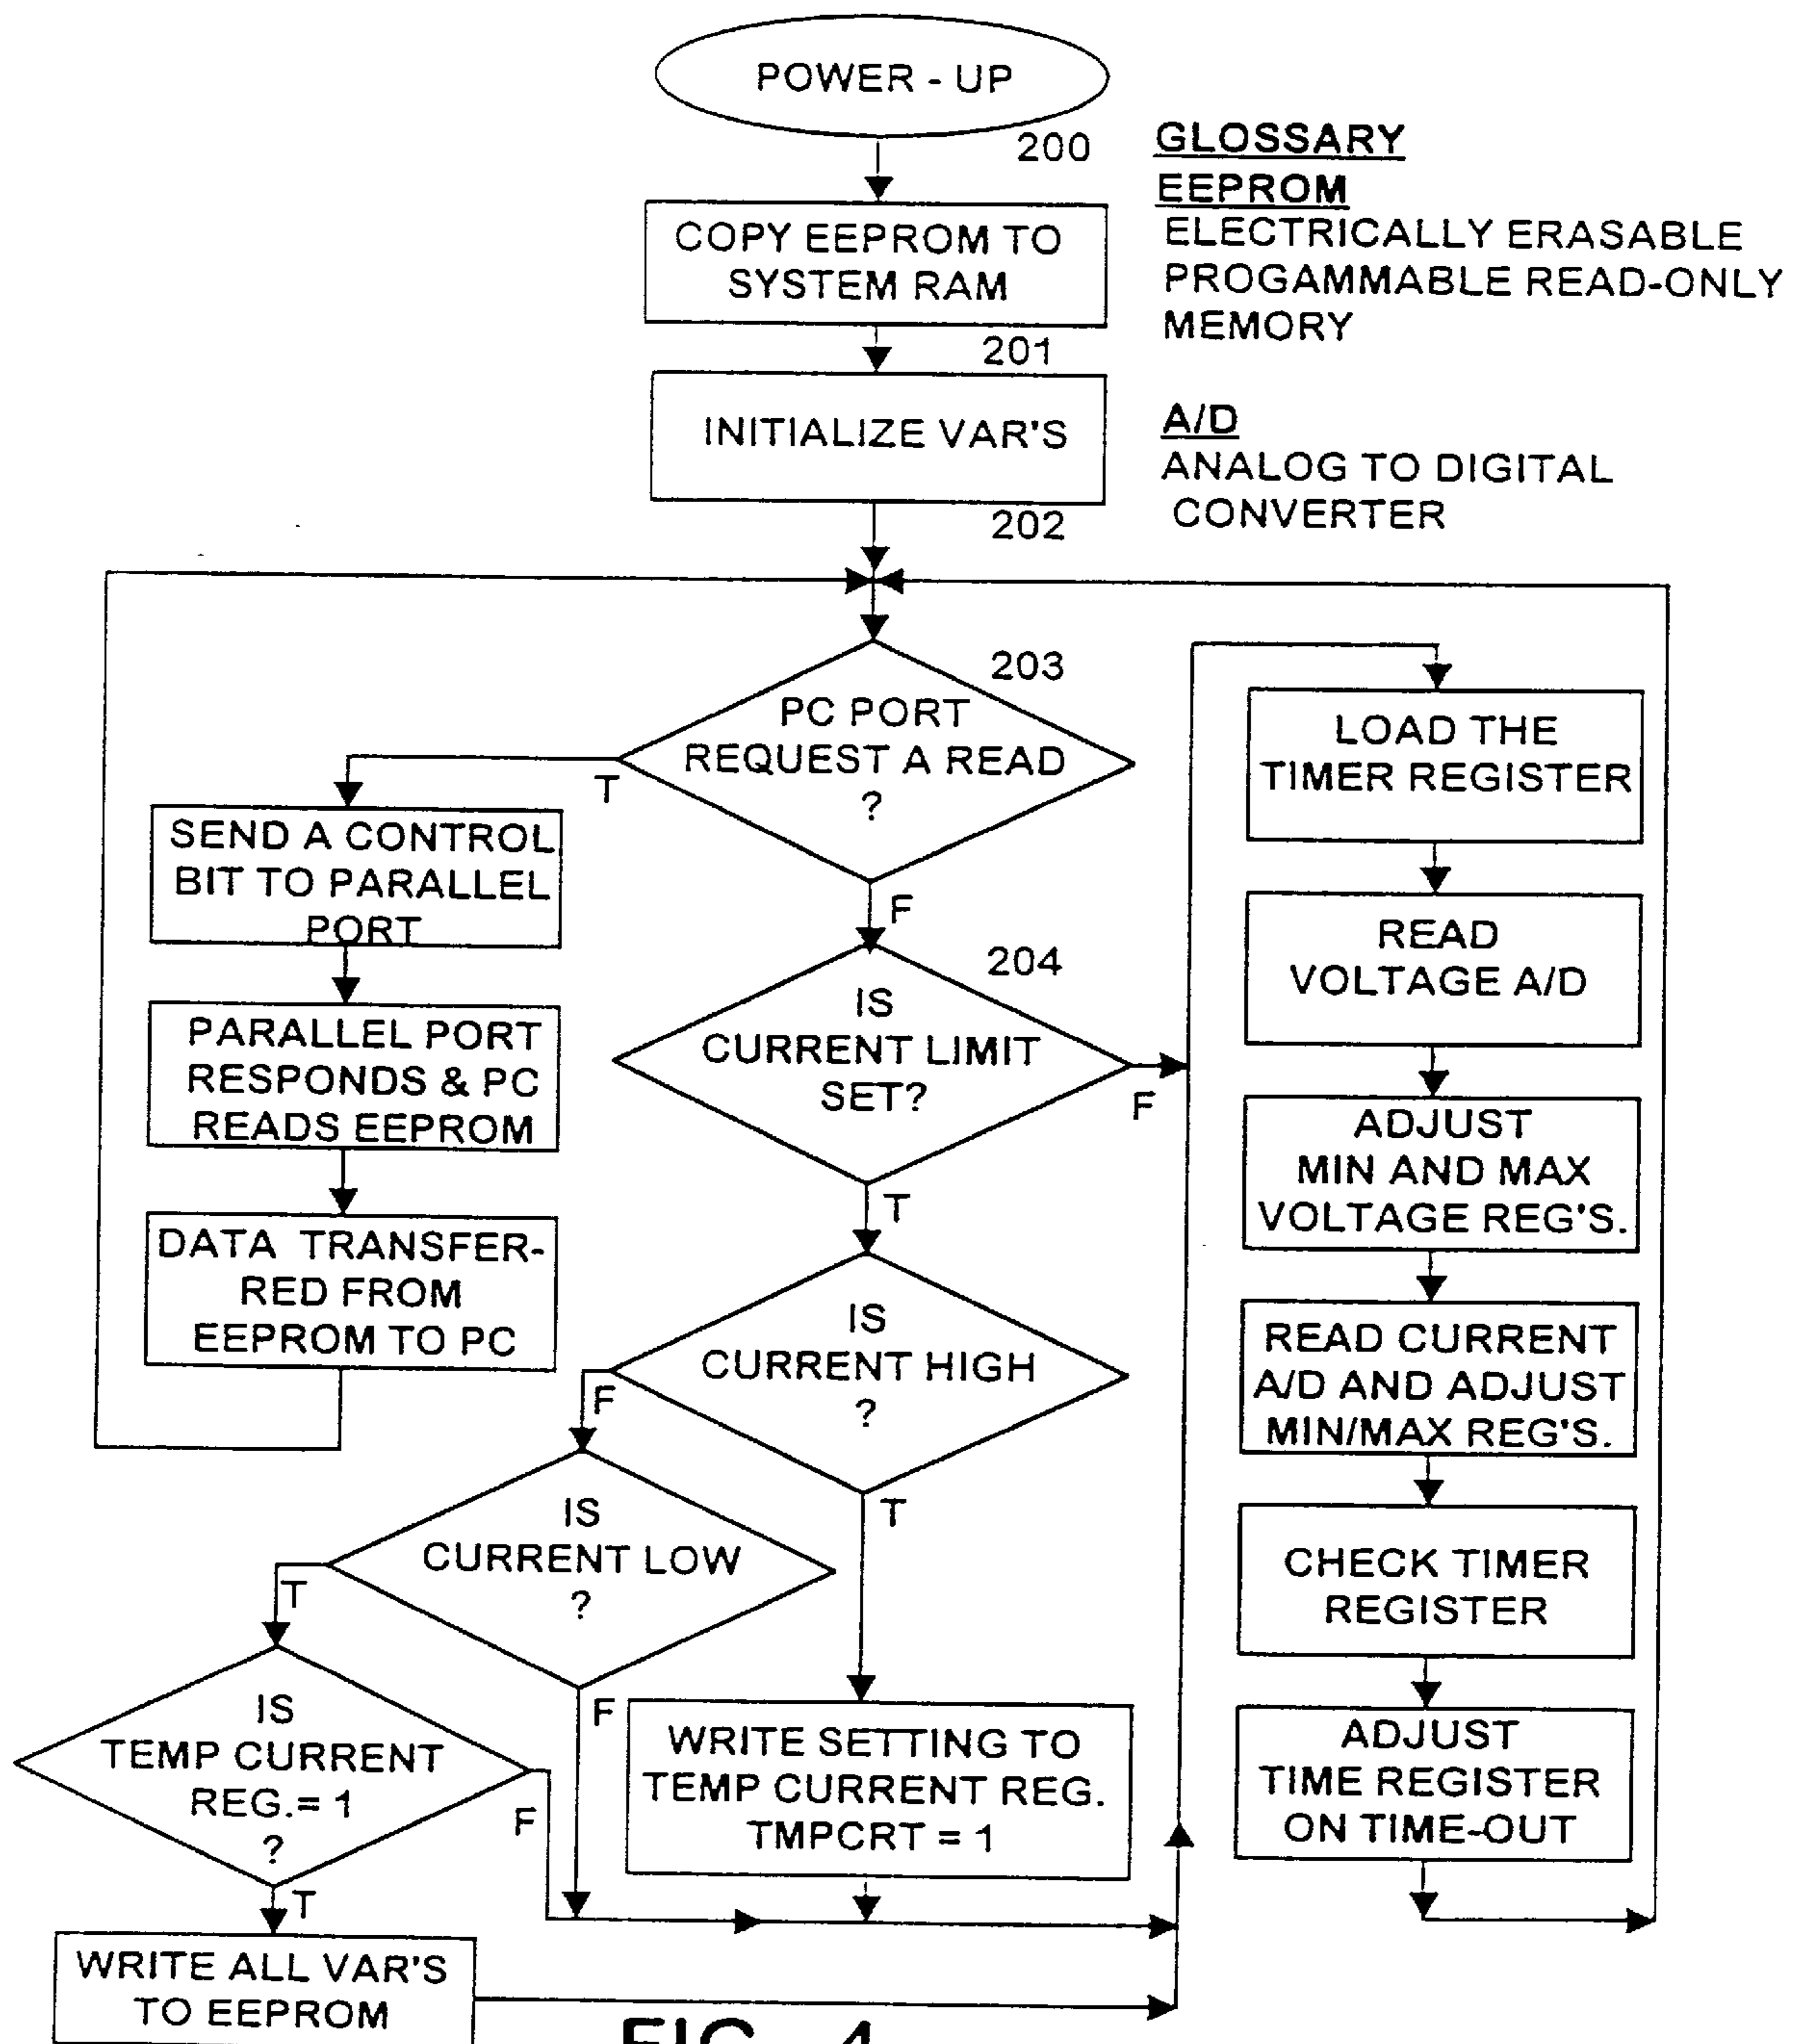 POWER - UP
200
GLOSSARY
EEPROM
ELECTRICALLY ERASABLE
PROGAMMABLE READ-ONLY
MEMORY
COPY EEPROM TO
SYSTEM RAM
201
INITIALIZE VAR'S
A/D
ANALOG TO DIGITAL
CONVERTER
202
203
PC PORT
REQUEST A READ
?
T
F
SEND A CONTROL
BIT TO PARALLEL
PORT
PARALLEL PORT
RESPONDS & PC
READS EEPROM
DATA TRANSFER-
RED FROM
EEPROM TO PC
204
IS
CURRENT LIMIT
SET?
F
T
IS
CURRENT HIGH
?
F
T
IS
CURRENT LOW
?
T
F
IS
TEMP CURRENT
REG.= 1
?
F
T
WRITE SETTING TO
TEMP CURRENT REG.
TMPCRT = 1
WRITE ALL VAR'S
TO EEPROM
LOAD THE
TIMER REGISTER
READ
VOLTAGE A/D
ADJUST
MIN AND MAX
VOLTAGE REG'S.
READ CURRENT
A/D AND ADJUST
MIN/MAX REG'S.
CHECK TIMER
REGISTER
ADJUST
TIME REGISTER
ON TIME-OUT
FIG. 4